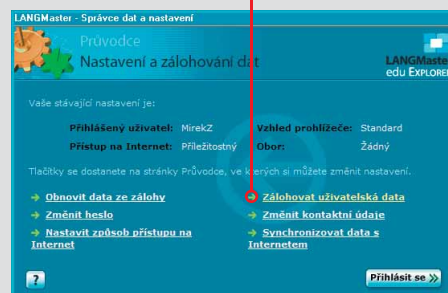 LANGMaster - Správce dat a nastavení
Průvodce
Nastavení a zálohování dat
LANGMaster
edu EXPLORER
Vaše stávající nastavení je:
Přihlášený uživatel: MirekZ Vzhled prohlížeče: Standard
Přístup na Internet: Příležitostný Obor: Žádný
Tlačítky se dostanete na stránky Průvodce, ve kterých si můžete změnit nastavení.
Obnovit data ze zálohy Zálohovat uživatelská data
Změnit heslo Změnit kontaktní údaje
Nastavit způsob přístupu na Internet Synchronizovat data s Internetem
? Přihlásit se